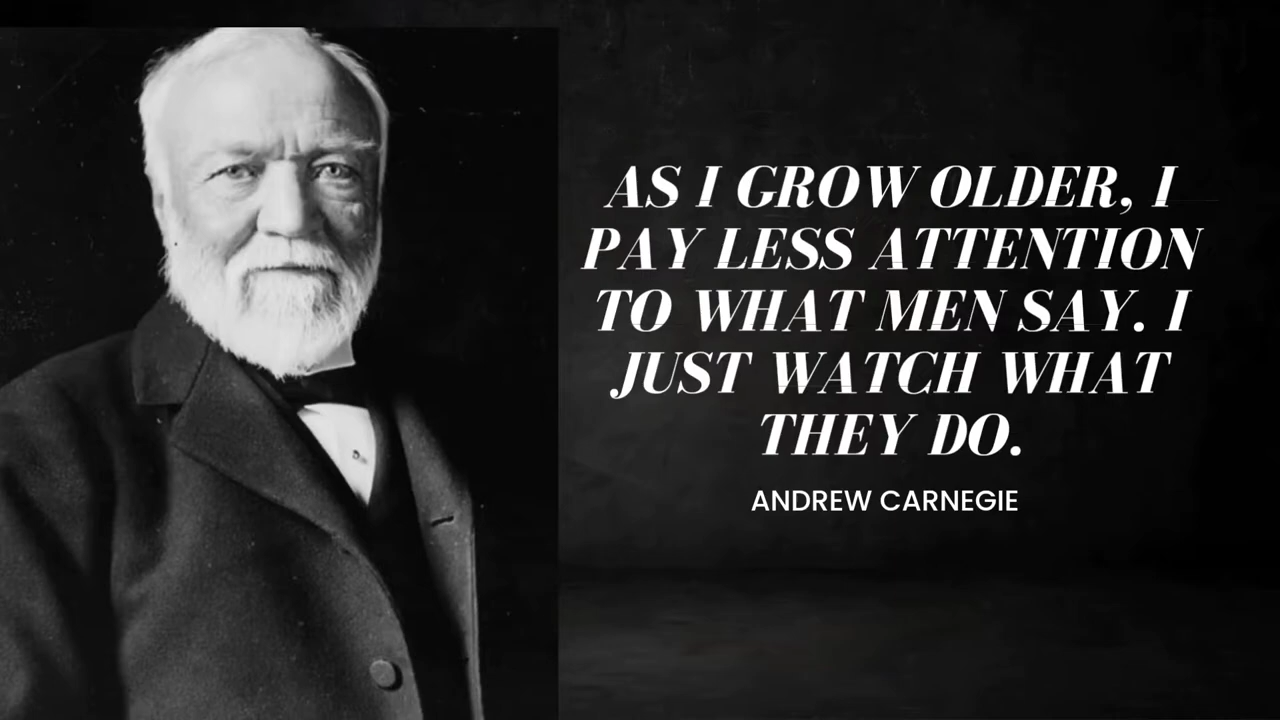 AS I GROW OLDER, I
PAY LESS ATTENTION
TO WHAT MEN SAY. I
JUST WATCH WHAT
THEY DO.
ANDREW CARNEGIE